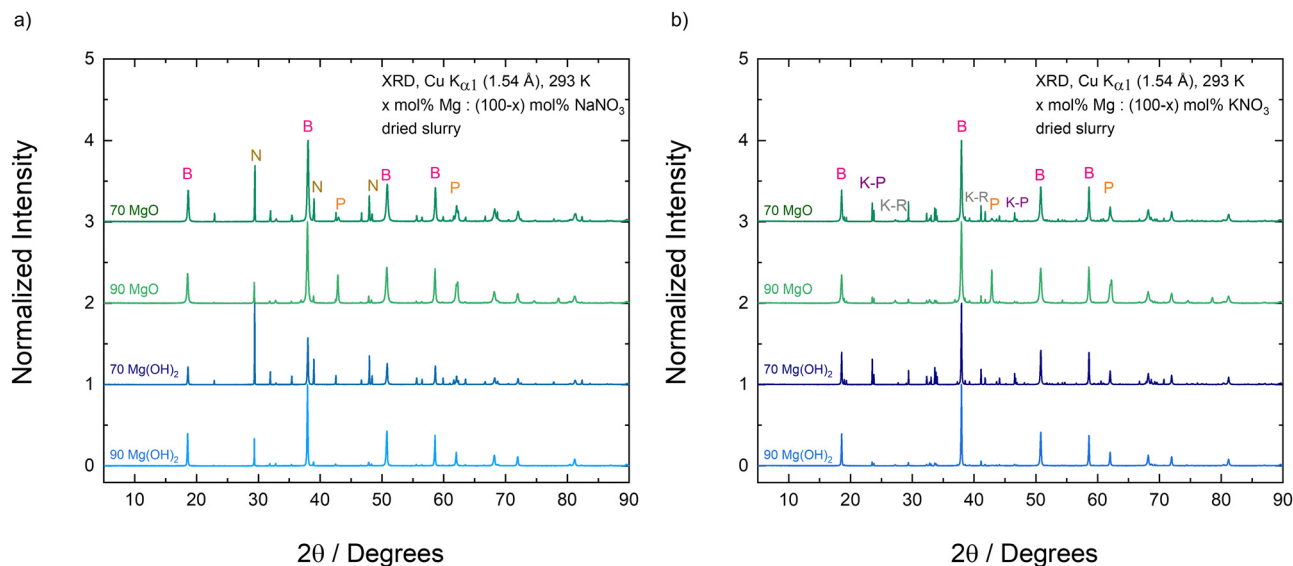 a)
Normalized Intensity
5
4
3
2
1
0
XRD, Cu Kα1 (1.54 Å), 293 K
x mol% Mg : (100-x) mol% NaNO3
dried slurry
B
N
B
N
P
N
B
B
P
70 MgO
90 MgO
70 Mg(OH)2
90 Mg(OH)2
10 20 30 40 50 60 70 80 90
2θ / Degrees
b)
Normalized Intensity
5
4
3
2
1
0
XRD, Cu Kα1 (1.54 Å), 293 K
x mol% Mg : (100-x) mol% KNO3
dried slurry
B
K-P
K-R
B
K-R
P
K-P
B
B
P
70 MgO
90 MgO
70 Mg(OH)2
90 Mg(OH)2
10 20 30 40 50 60 70 80 90
2θ / Degrees